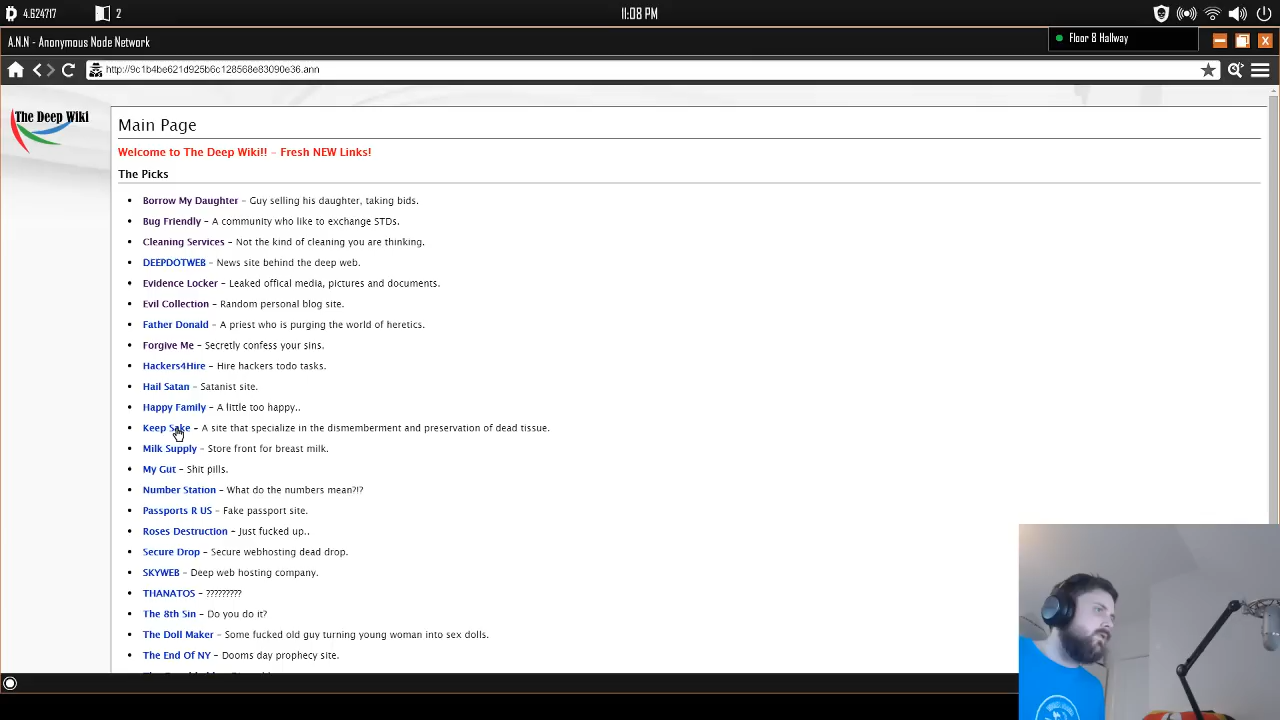 4.624717
2
11:08 PM
A.N.N - Anonymous Node Network
Floor 8 Hallway
http://9c1b4be621d925b6c128568e83090e36.ann
The Deep Wiki
Main Page
Welcome to The Deep Wiki!! - Fresh NEW Links!
The Picks
Borrow My Daughter - Guy selling his daughter, taking bids.
Bug Friendly - A community who like to exchange STDs.
Cleaning Services - Not the kind of cleaning you are thinking.
DEEPDOTWEB - News site behind the deep web.
Evidence Locker - Leaked offical media, pictures and documents.
Evil Collection - Random personal blog site.
Father Donald - A priest who is purging the world of heretics.
Forgive Me - Secretly confess your sins.
Hackers4Hire - Hire hackers todo tasks.
Hail Satan - Satanist site.
Happy Family - A little too happy..
Keep Sake - A site that specialize in the dismemberment and preservation of dead tissue.
Milk Supply - Store front for breast milk.
My Gut - Shit pills.
Number Station - What do the numbers mean?!?
Passports R US - Fake passport site.
Roses Destruction - Just fucked up..
Secure Drop - Secure webhosting dead drop.
SKYWEB - Deep web hosting company.
THANATOS - ?????????
The 8th Sin - Do you do it?
The Doll Maker - Some fucked old guy turning young woman into sex dolls.
The End Of NY - Dooms day prophecy site.